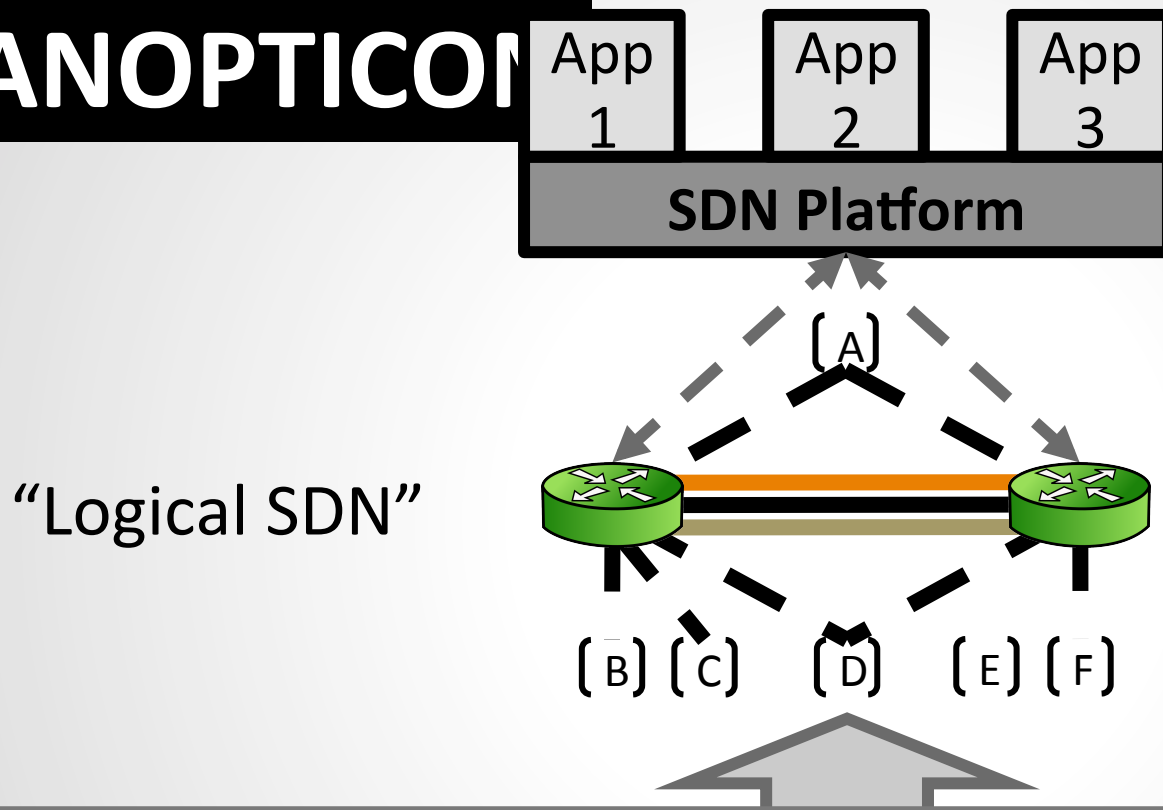 ANOPTICON
App 1
App 2
App 3
SDN Platform
[A]
“Logical SDN”
[B] [C] [D] [E] [F]